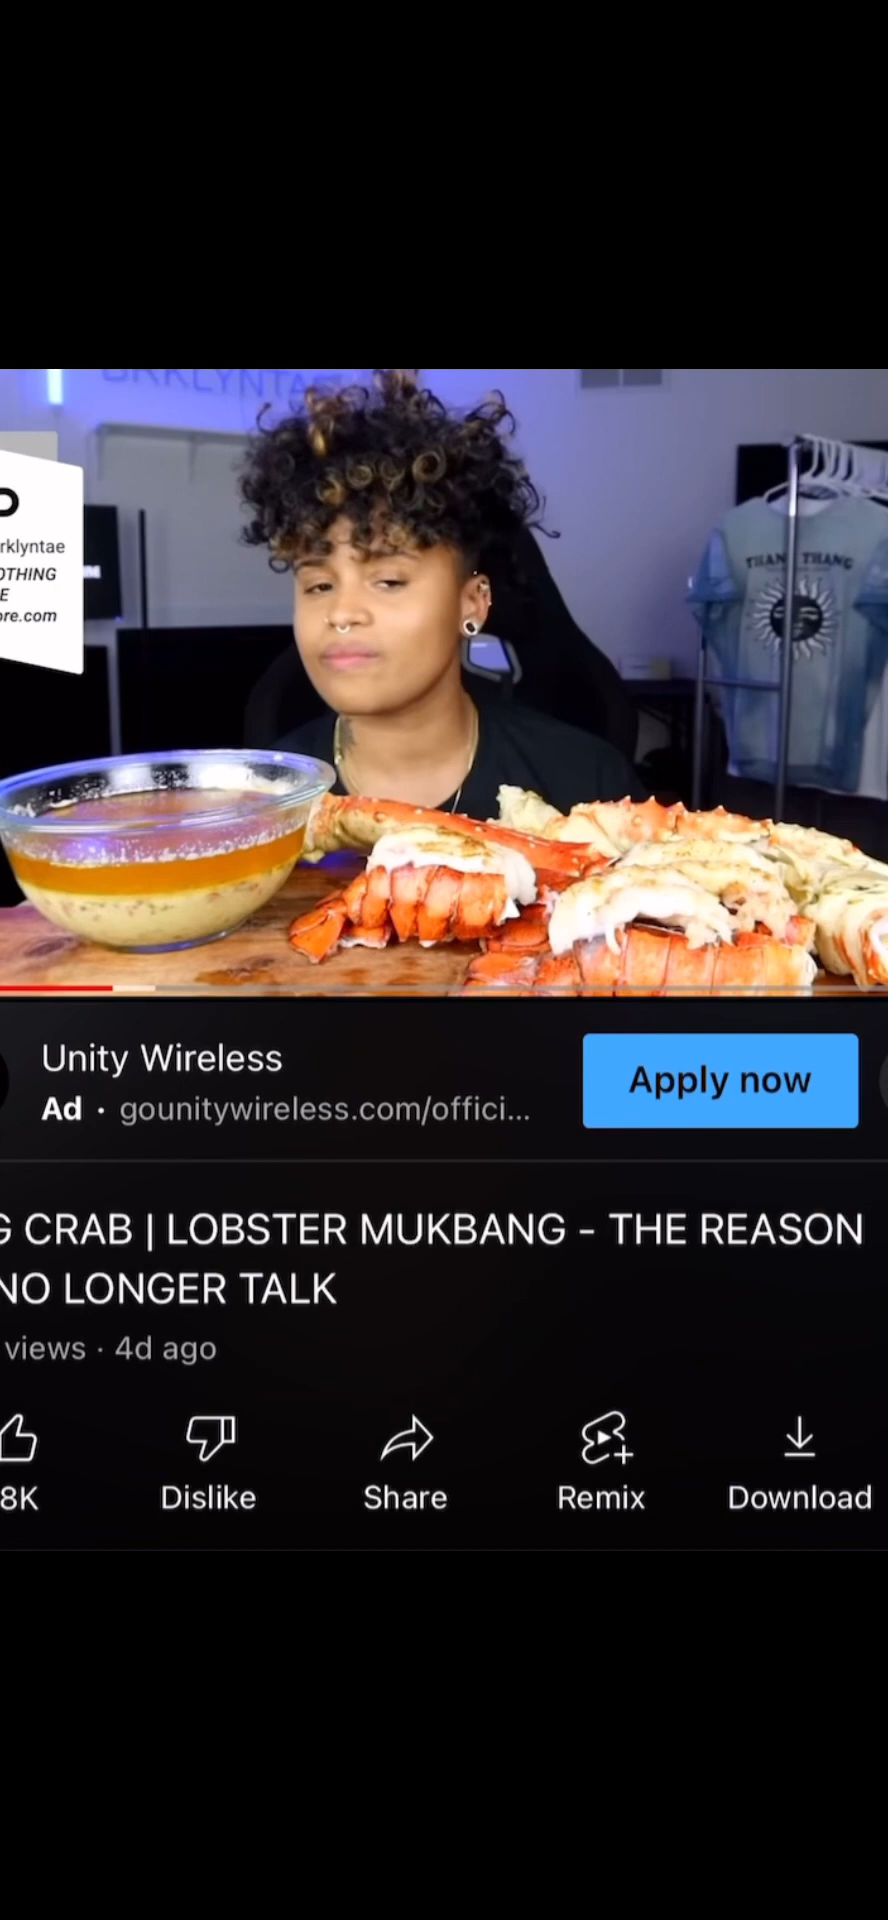 BRKLYNTAE
rklyntae
OTHING
E
ore.com
THANG THANG
Unity Wireless
Ad · gounitywireless.com/offici...
Apply now
G CRAB | LOBSTER MUKBANG - THE REASON
NO LONGER TALK
views · 4d ago
8K
Dislike
Share
Remix
Download